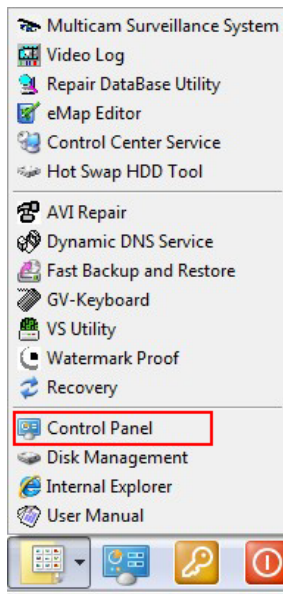 Multicam Surveillance System
Video Log
Repair DataBase Utility
eMap Editor
Control Center Service
Hot Swap HDD Tool
AVI Repair
Dynamic DNS Service
Fast Backup and Restore
GV-Keyboard
VS Utility
Watermark Proof
Recovery
Control Panel
Disk Management
Internal Explorer
User Manual